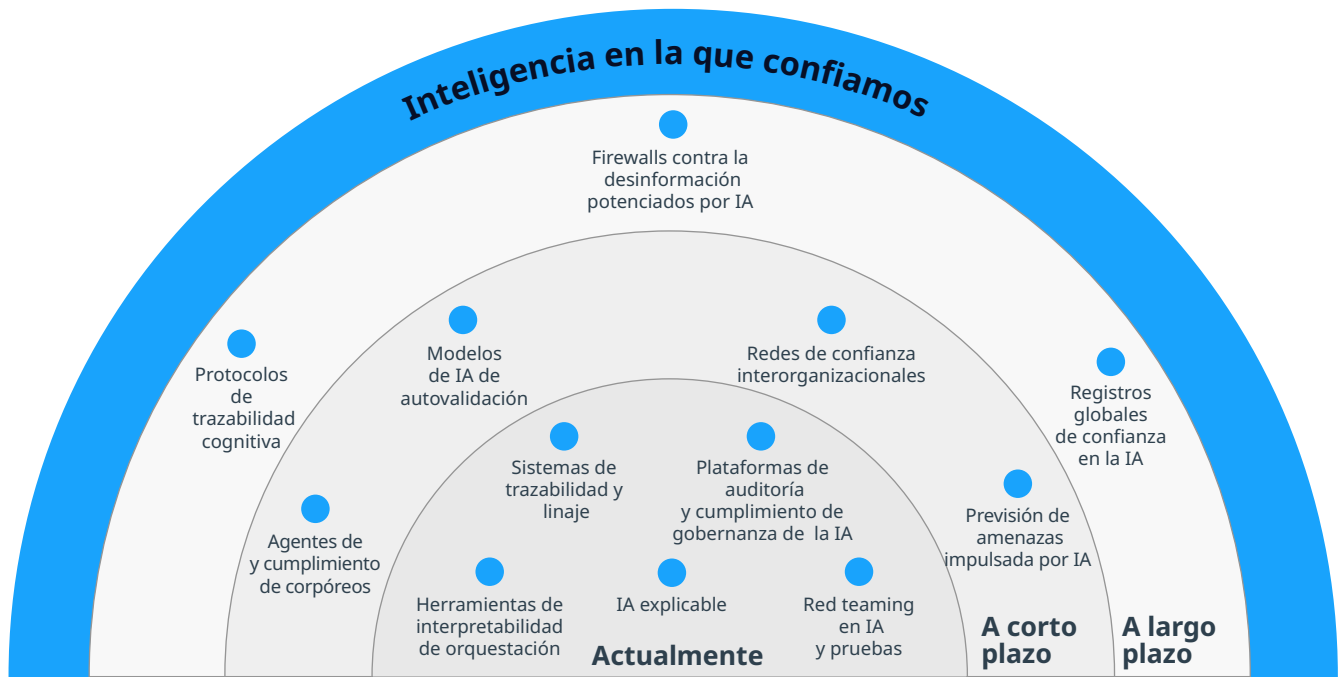 Inteligencia en la que confiamos
Firewalls contra la
desinformación
potenciados por IA
Protocolos
de
trazabilidad
cognitiva
Registros
globales
de confianza
en la IA
Modelos
de IA de
autovalidación
Redes de confianza
interorganizacionales
Agentes de
y cumplimiento
de corpóreos
Previsión de
amenazas
impulsada por IA
Sistemas de
trazabilidad y
linaje
Plataformas de
auditoría
y cumplimiento de
gobernanza de la IA
Herramientas de
interpretabilidad
de orquestación
IA explicable
Red teaming
en IA
y pruebas
Actualmente
A corto
plazo
A largo
plazo